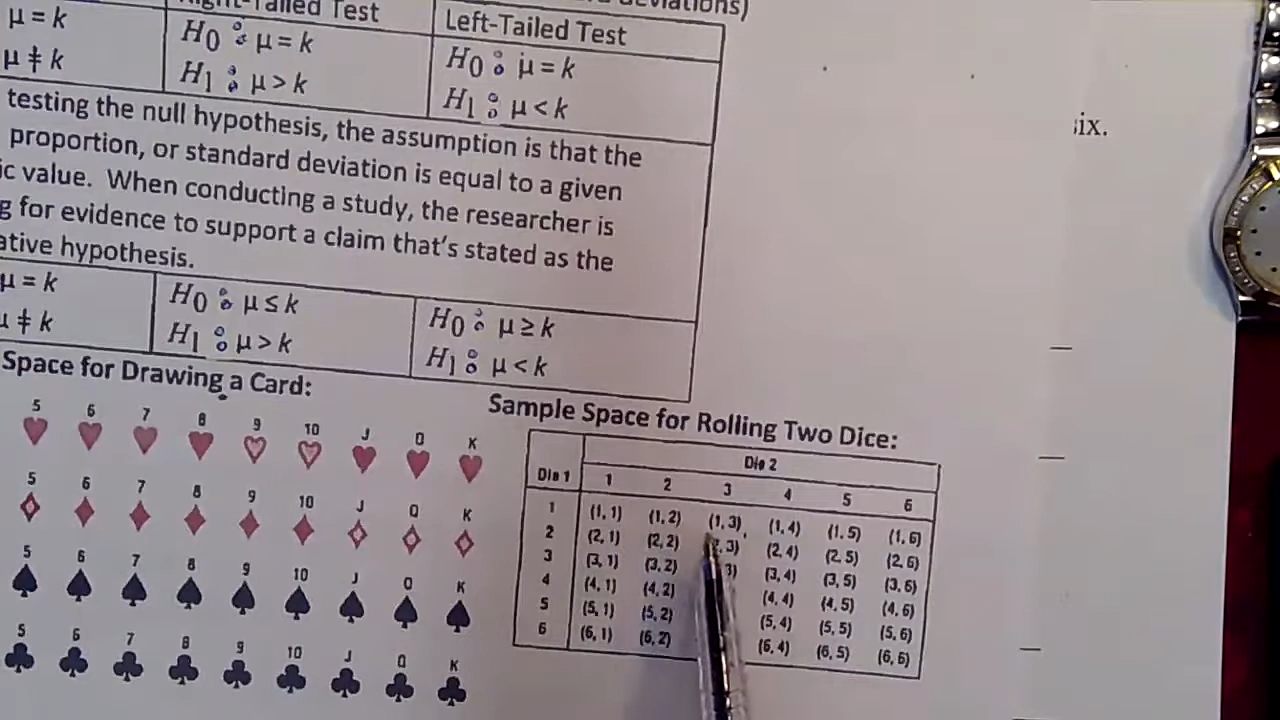 Right-Tailed Test
deviations)
Left-Tailed Test
μ = k
H0 : μ = k
H0 : μ = k
μ ǂ k
H1 : μ > k
H1 : μ < k
testing the null hypothesis, the assumption is that the
proportion, or standard deviation is equal to a given
ic value. When conducting a study, the researcher is
g for evidence to support a claim that's stated as the
ative hypothesis.
μ = k
H0 : μ ≤ k
H0 : μ ≥ k
μ ǂ k
H1 : μ > k
H1 : μ < k
Space for Drawing a Card:
5 6 7 8 9 10 J Q K
5 6 7 8 9 10 J Q K
5 6 7 8 9 10 J Q K
5 6 7 8 9 10 J Q K
Sample Space for Rolling Two Dice:
Die 2
Die 1 1 2 3 4 5 6
1 (1, 1) (1, 2) (1, 3) (1, 4) (1, 5) (1, 6)
2 (2, 1) (2, 2) , 3) (2, 4) (2, 5) (2, 6)
3 (3, 1) (3, 2) 3) (3, 4) (3, 5) (3, 6)
4 (4, 1) (4, 2) (4, 4) (4, 5) (4, 6)
5 (5, 1) (5, 2) (5, 4) (5, 5) (5, 6)
6 (6, 1) (6, 2) (6, 4) (6, 5) (6, 6)
ix.